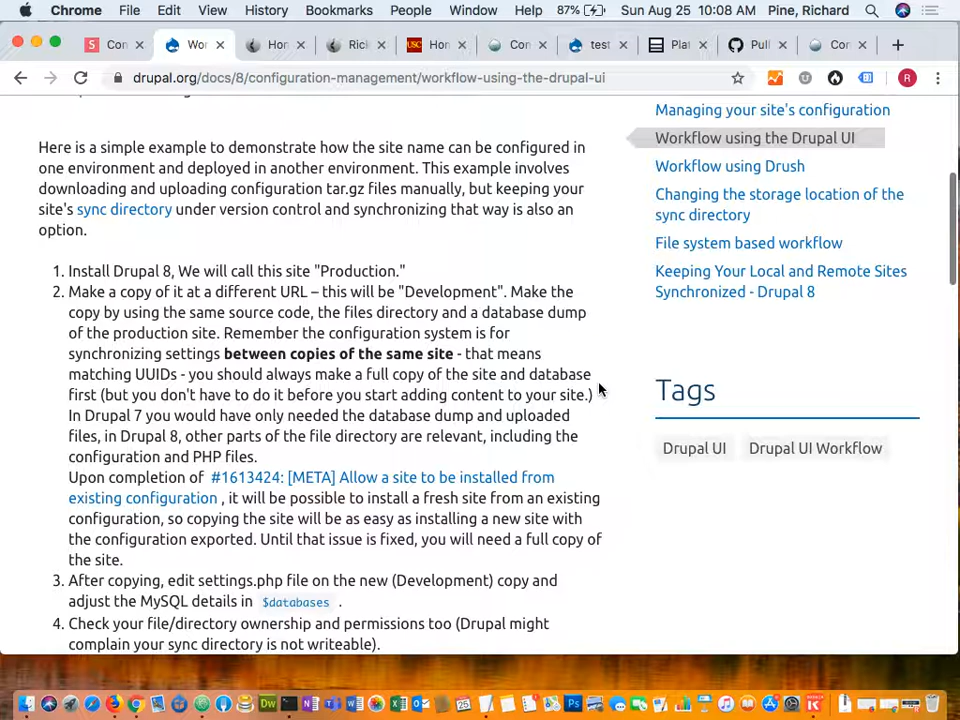 Chrome File Edit View History Bookmarks People Window Help 87% Sun Aug 25 10:08 AM Pine, Richard
Con Wor Hon Rick USC Hon Con test Plat Pull Con
drupal.org/docs/8/configuration-management/workflow-using-the-drupal-ui R
Here is a simple example to demonstrate how the site name can be configured in
one environment and deployed in another environment. This example involves
downloading and uploading configuration tar.gz files manually, but keeping your
site's sync directory under version control and synchronizing that way is also an
option.
1. Install Drupal 8, We will call this site "Production."
2. Make a copy of it at a different URL – this will be "Development". Make the
copy by using the same source code, the files directory and a database dump
of the production site. Remember the configuration system is for
synchronizing settings between copies of the same site - that means
matching UUIDs - you should always make a full copy of the site and database
first (but you don't have to do it before you start adding content to your site.)
In Drupal 7 you would have only needed the database dump and uploaded
files, in Drupal 8, other parts of the file directory are relevant, including the
configuration and PHP files.
Upon completion of #1613424: [META] Allow a site to be installed from
existing configuration , it will be possible to install a fresh site from an existing
configuration, so copying the site will be as easy as installing a new site with
the configuration exported. Until that issue is fixed, you will need a full copy of
the site.
3. After copying, edit settings.php file on the new (Development) copy and
adjust the MySQL details in $databases .
4. Check your file/directory ownership and permissions too (Drupal might
complain your sync directory is not writeable).
Managing your site's configuration
Workflow using the Drupal UI
Workflow using Drush
Changing the storage location of the
sync directory
File system based workflow
Keeping Your Local and Remote Sites
Synchronized - Drupal 8
Tags
Drupal UI Drupal UI Workflow